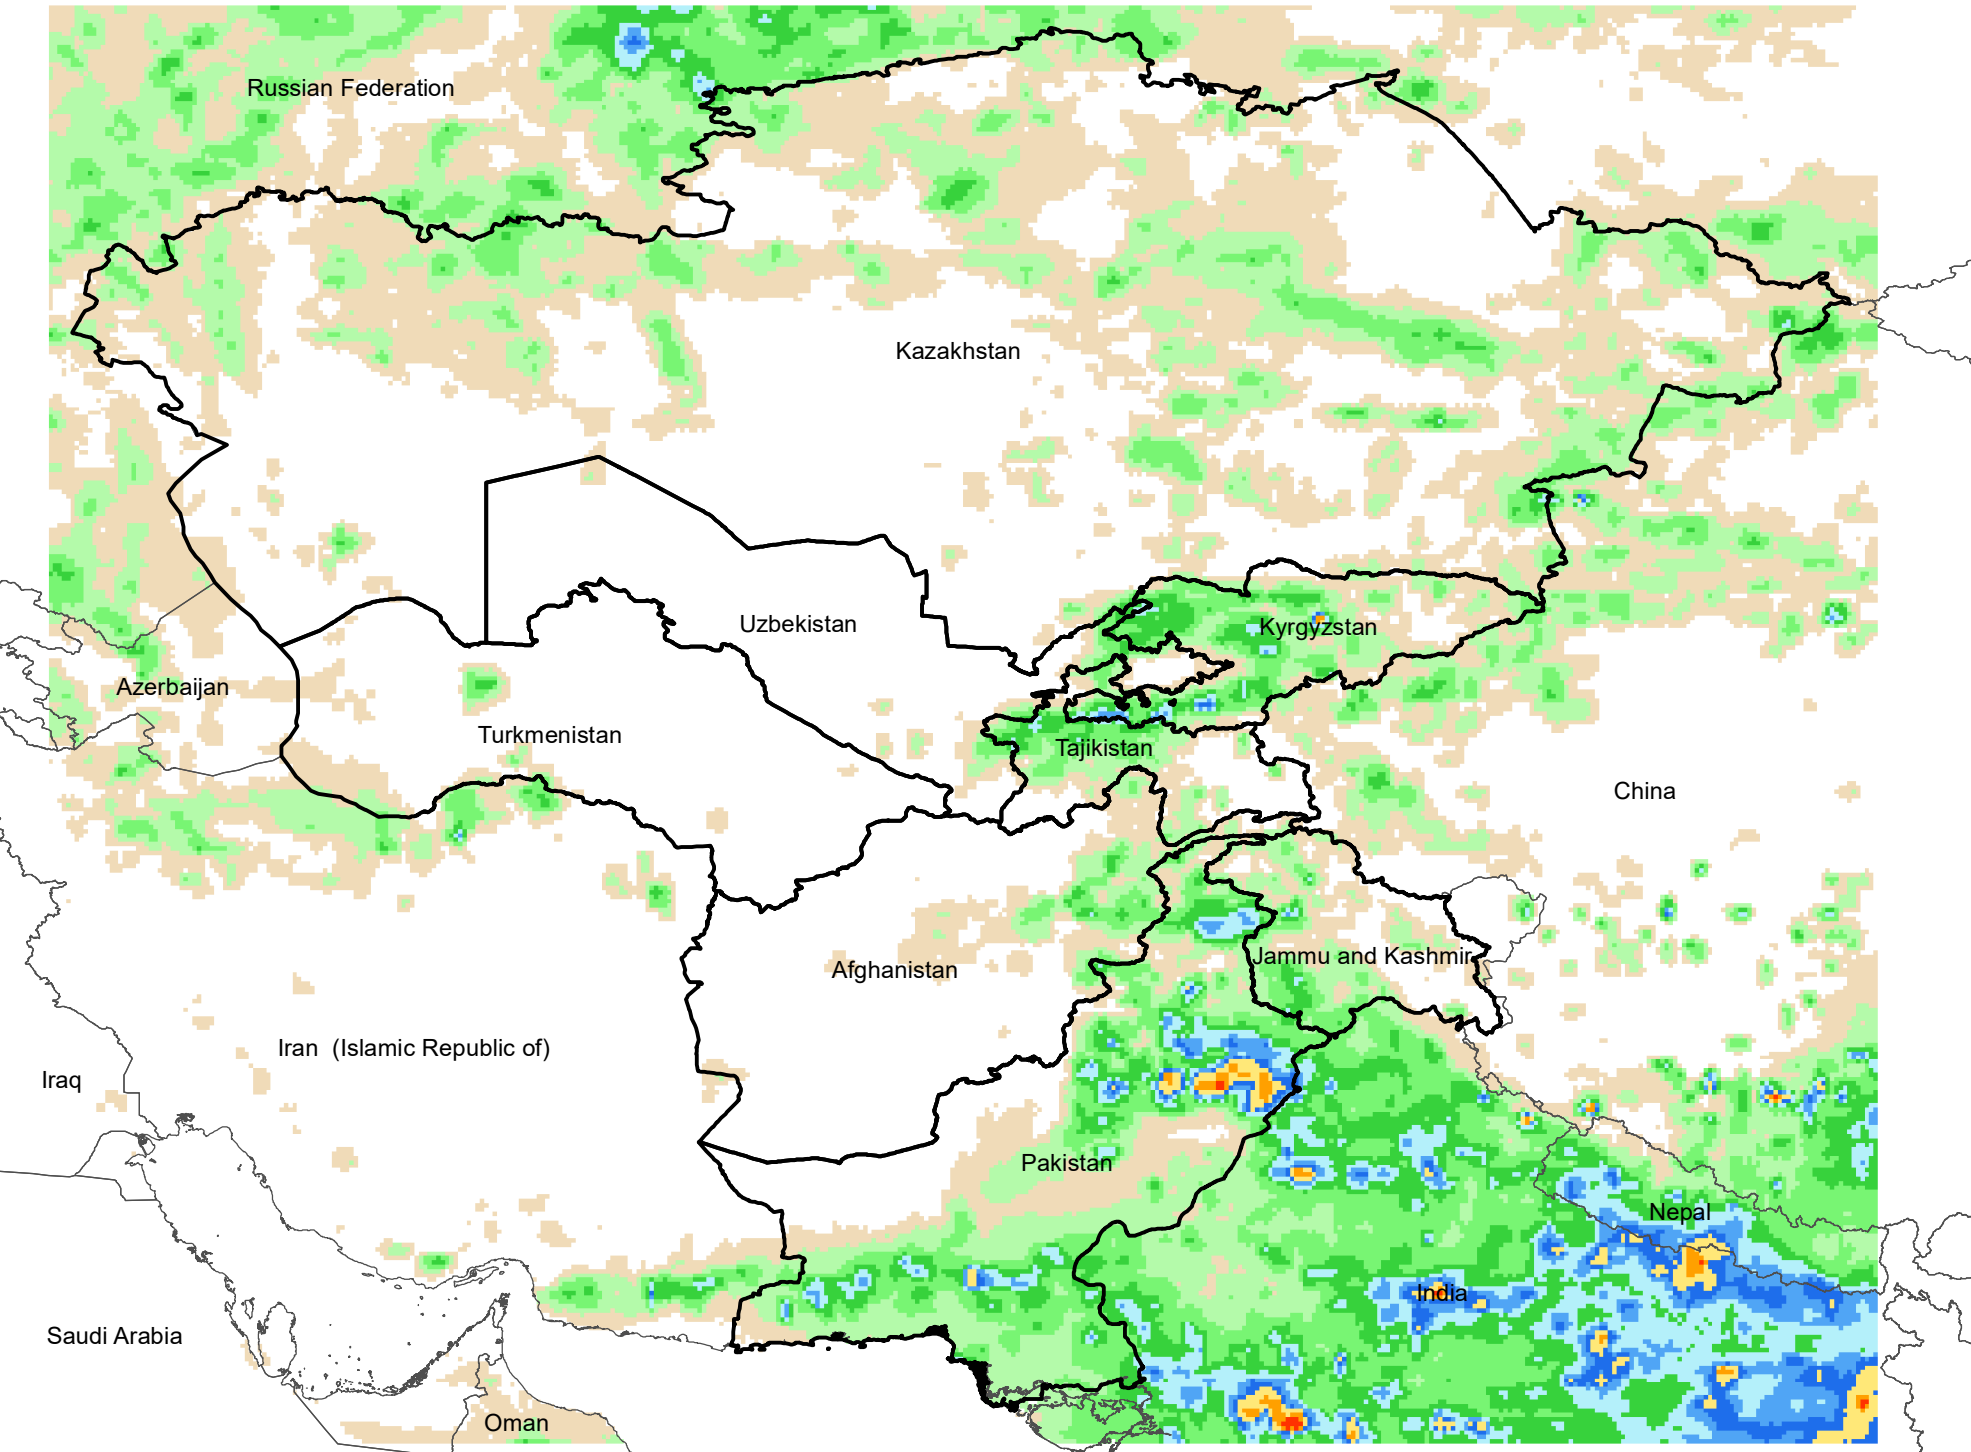 Russian Federation
Kazakhstan
Uzbekistan
Kyrgyzstan
Azerbaijan
Turkmenistan
Tajikistan
China
Afghanistan
Jammu and Kashmir
Iran  (Islamic Republic of)
Iraq
Pakistan
Nepal
India
Saudi Arabia
Oman